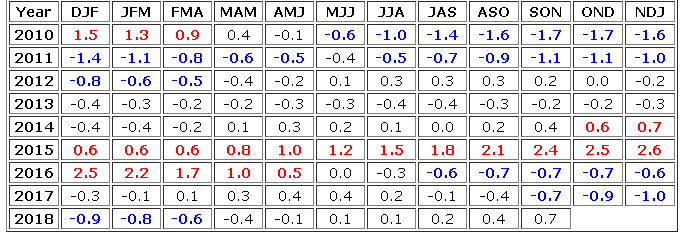 Year DJF JFM FMA MAM AMJ MJJ JJA JAS ASO SON OND NDJ
2010 1.5 1.3 0.9 0.4 -0.1 -0.6 -1.0 -1.4 -1.6 -1.7 -1.7 -1.6
2011 -1.4 -1.1 -0.8 -0.6 -0.5 -0.4 -0.5 -0.7 -0.9 -1.1 -1.1 -1.0
2012 -0.8 -0.6 -0.5 -0.4 -0.2 0.1 0.3 0.3 0.3 0.2 0.0 -0.2
2013 -0.4 -0.3 -0.2 -0.2 -0.3 -0.3 -0.4 -0.4 -0.3 -0.2 -0.2 -0.3
2014 -0.4 -0.4 -0.2 0.1 0.3 0.2 0.1 0.0 0.2 0.4 0.6 0.7
2015 0.6 0.6 0.6 0.8 1.0 1.2 1.5 1.8 2.1 2.4 2.5 2.6
2016 2.5 2.2 1.7 1.0 0.5 0.0 -0.3 -0.6 -0.7 -0.7 -0.7 -0.6
2017 -0.3 -0.1 0.1 0.3 0.4 0.4 0.2 -0.1 -0.4 -0.7 -0.9 -1.0
2018 -0.9 -0.8 -0.6 -0.4 -0.1 0.1 0.1 0.2 0.4 0.7